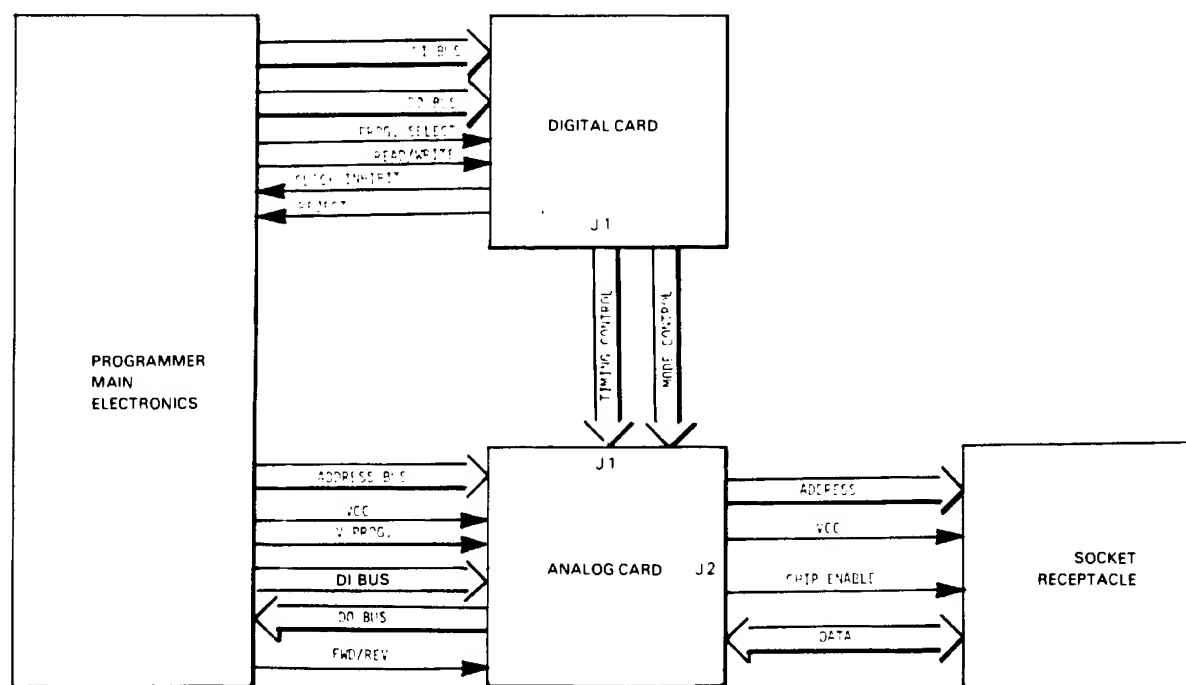 DI BUS
DO BUS
PROG. SELECT
READ/WRITE
CLOCK INHIBIT
REJECT
DIGITAL CARD
J1
TIMING CONTROL
MODE CONTROL
PROGRAMMER
MAIN
ELECTRONICS
ADDRESS BUS
VCC
V PROG.
DI BUS
DO BUS
FWD/REV
J1
ANALOG CARD
J2
ADDRESS
VCC
CHIP ENABLE
DATA
SOCKET
RECEPTACLE